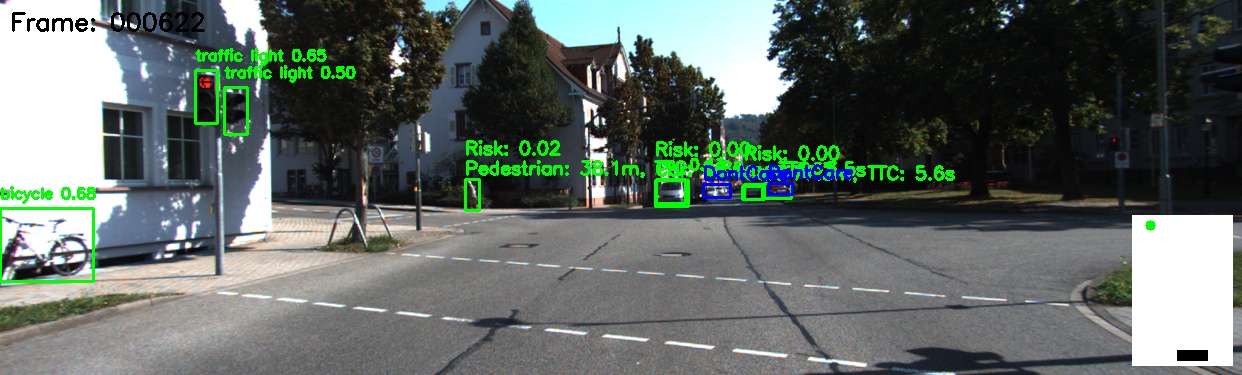 Frame: 000622
traffic light 0.65
traffic light 0.50
Risk: 0.02
Risk: 0.00
Risk: 0.00
Pedestrian: 38.1m,
TTC: 5.6s
bicycle 0.68